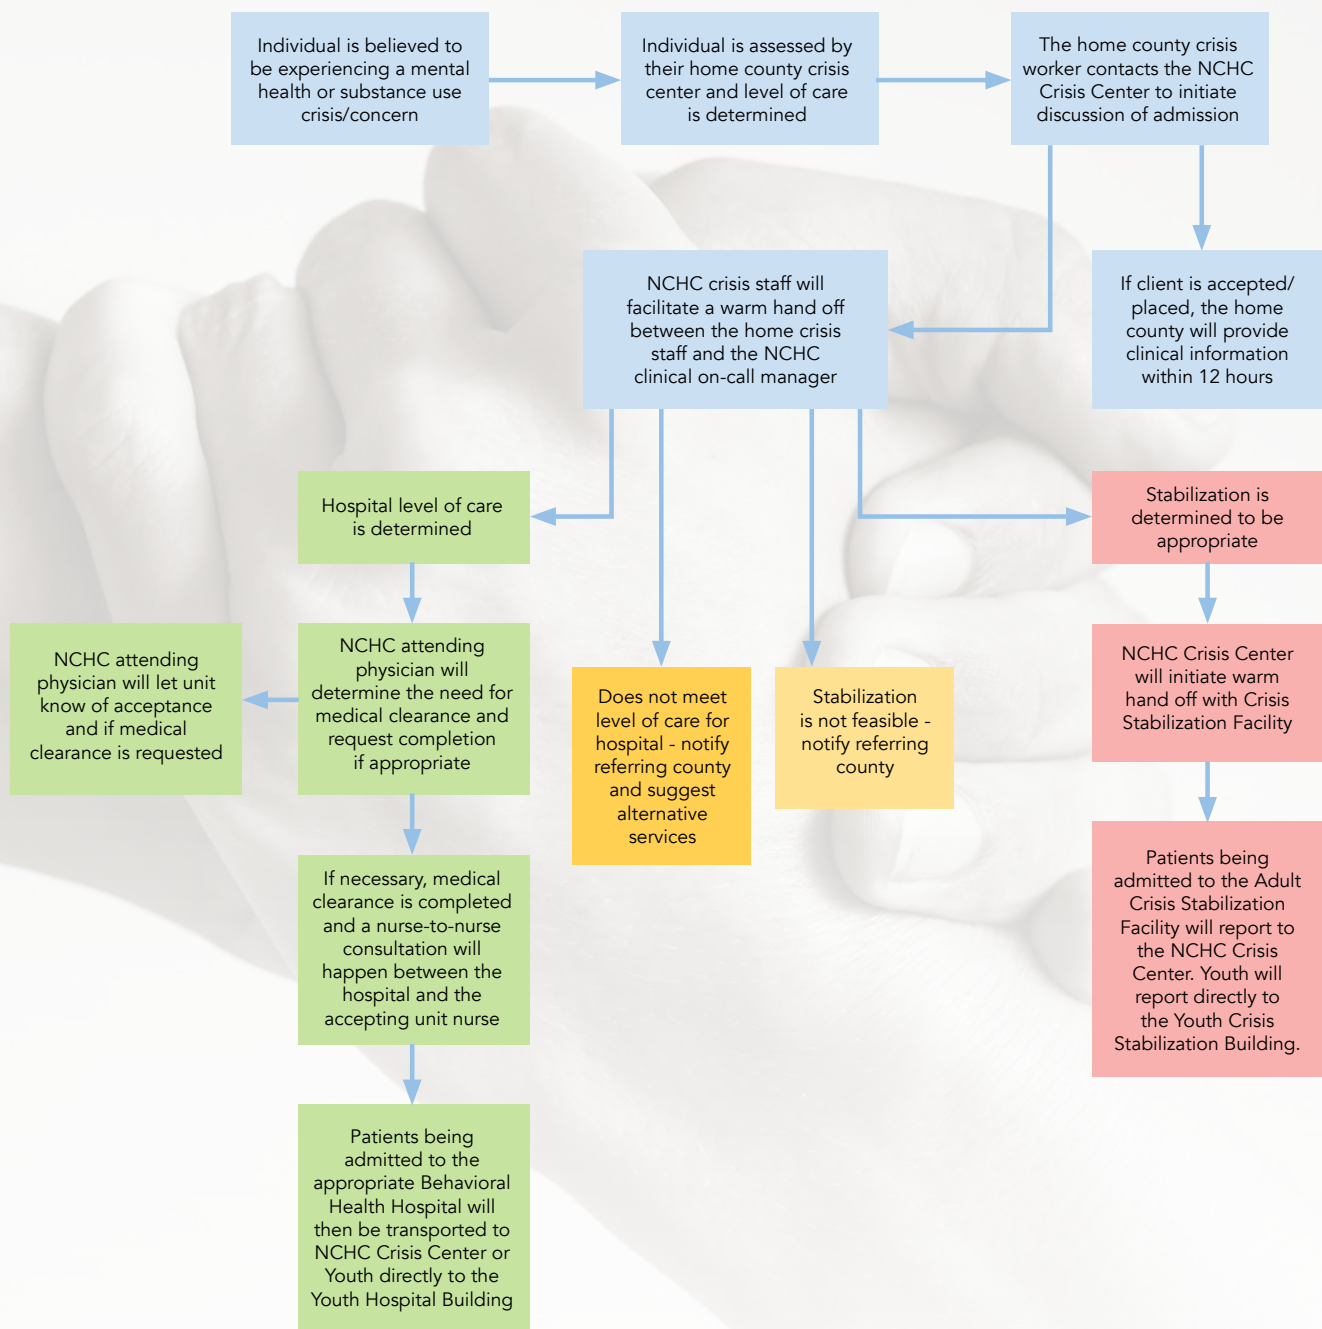 Individual is believed to
be experiencing a mental
health or substance use
crisis/concern
Individual is assessed by
their home county crisis
center and level of care
is determined
The home county crisis
worker contacts the NCHC
Crisis Center to initiate
discussion of admission
NCHC crisis staff will
facilitate a warm hand off
between the home crisis
staff and the NCHC
clinical on-call manager
If client is accepted/
placed, the home
county will provide
clinical information
within 12 hours
Hospital level of care
is determined
Stabilization is
determined to be
appropriate
NCHC attending
physician will let unit
know of acceptance
and if medical
clearance is requested
NCHC attending
physician will
determine the need for
medical clearance and
request completion
if appropriate
Does not meet
level of care for
hospital - notify
referring county
and suggest
alternative
services
Stabilization
is not feasible -
notify referring
county
NCHC Crisis Center
will initiate warm
hand off with Crisis
Stabilization Facility
If necessary, medical
clearance is completed
and a nurse-to-nurse
consultation will
happen between the
hospital and the
accepting unit nurse
Patients being
admitted to the Adult
Crisis Stabilization
Facility will report to
the NCHC Crisis
Center. Youth will
report directly to
the Youth Crisis
Stabilization Building.
Patients being
admitted to the
appropriate Behavioral
Health Hospital will
then be transported to
NCHC Crisis Center or
Youth directly to the
Youth Hospital Building